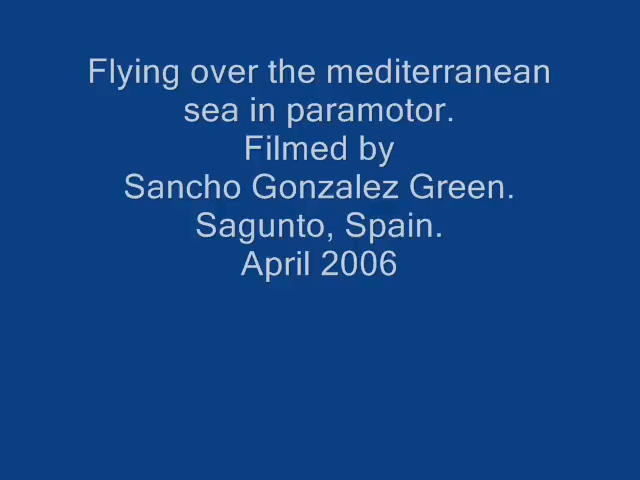 Flying over the mediterranean
sea in paramotor.
Filmed by
Sancho Gonzalez Green.
Sagunto, Spain.
April 2006